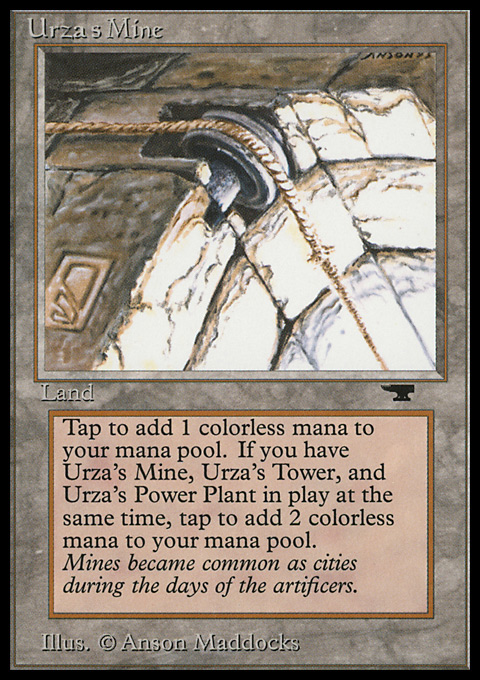 Urza's Mine
ANSON93
Land
Tap to add 1 colorless mana to
your mana pool. If you have
Urza's Mine, Urza's Tower, and
Urza's Power Plant in play at the
same time, tap to add 2 colorless
mana to your mana pool.
Mines became common as cities
during the days of the artificers.
Illus. © Anson Maddocks